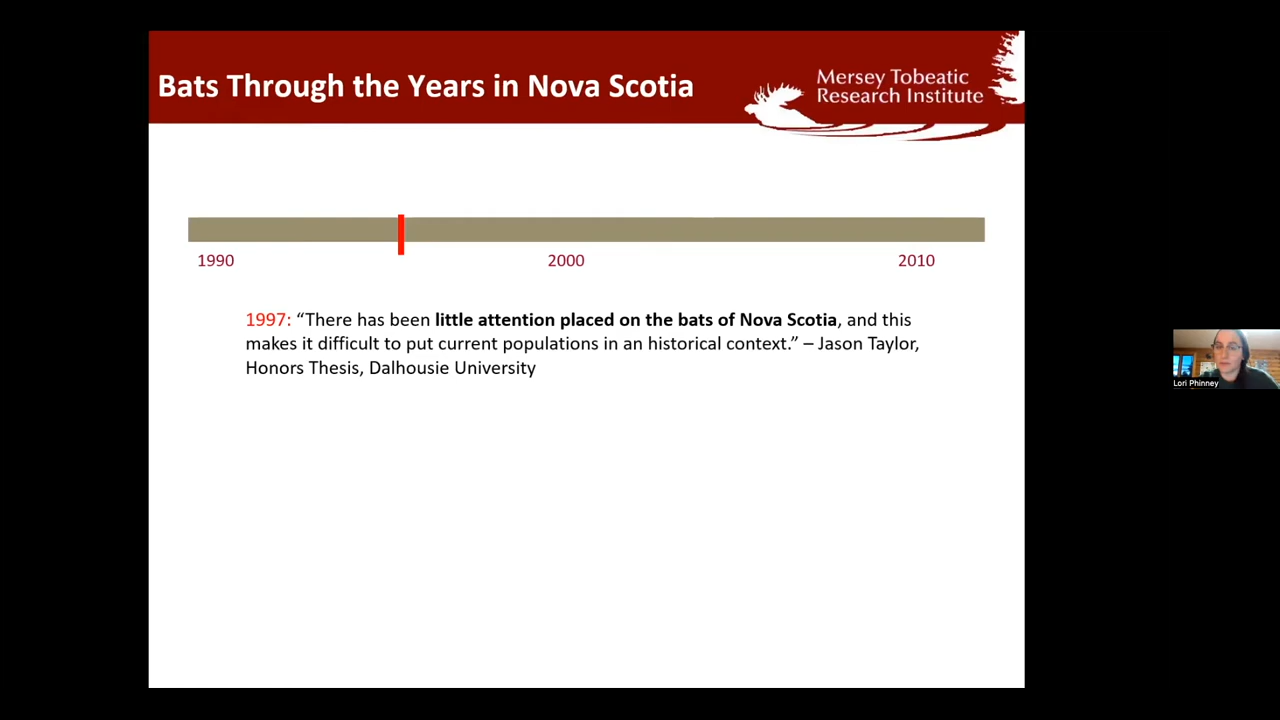 Bats Through the Years in Nova Scotia
Mersey Tobeatic
Research Institute
1990
2000
2010
1997: “There has been little attention placed on the bats of Nova Scotia, and this
makes it difficult to put current populations in an historical context.” – Jason Taylor,
Honors Thesis, Dalhousie University
Lori Phinney